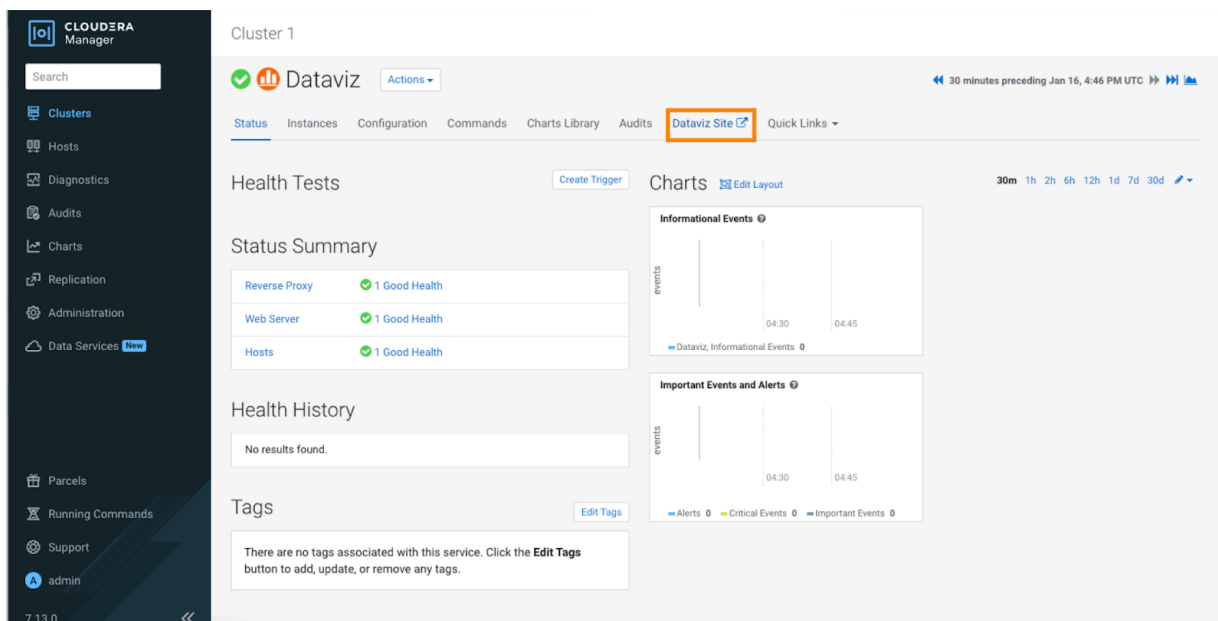 CLOUDERA
Manager
Search
Clusters
Hosts
Diagnostics
Audits
Charts
Replication
Administration
Data Services New
Parcels
Running Commands
Support
A admin
7.13.0
Cluster 1
Dataviz Actions
30 minutes preceding Jan 16, 4:46 PM UTC
Status Instances Configuration Commands Charts Library Audits Dataviz Site Quick Links
Health Tests Create Trigger
Status Summary
Reverse Proxy 1 Good Health
Web Server 1 Good Health
Hosts 1 Good Health
Health History
No results found.
Tags Edit Tags
There are no tags associated with this service. Click the Edit Tags
button to add, update, or remove any tags.
Charts Edit Layout
30m 1h 2h 6h 12h 1d 7d 30d
Informational Events
events
04:30 04:45
Dataviz, Informational Events 0
Important Events and Alerts
events
04:30 04:45
Alerts 0 Critical Events 0 Important Events 0